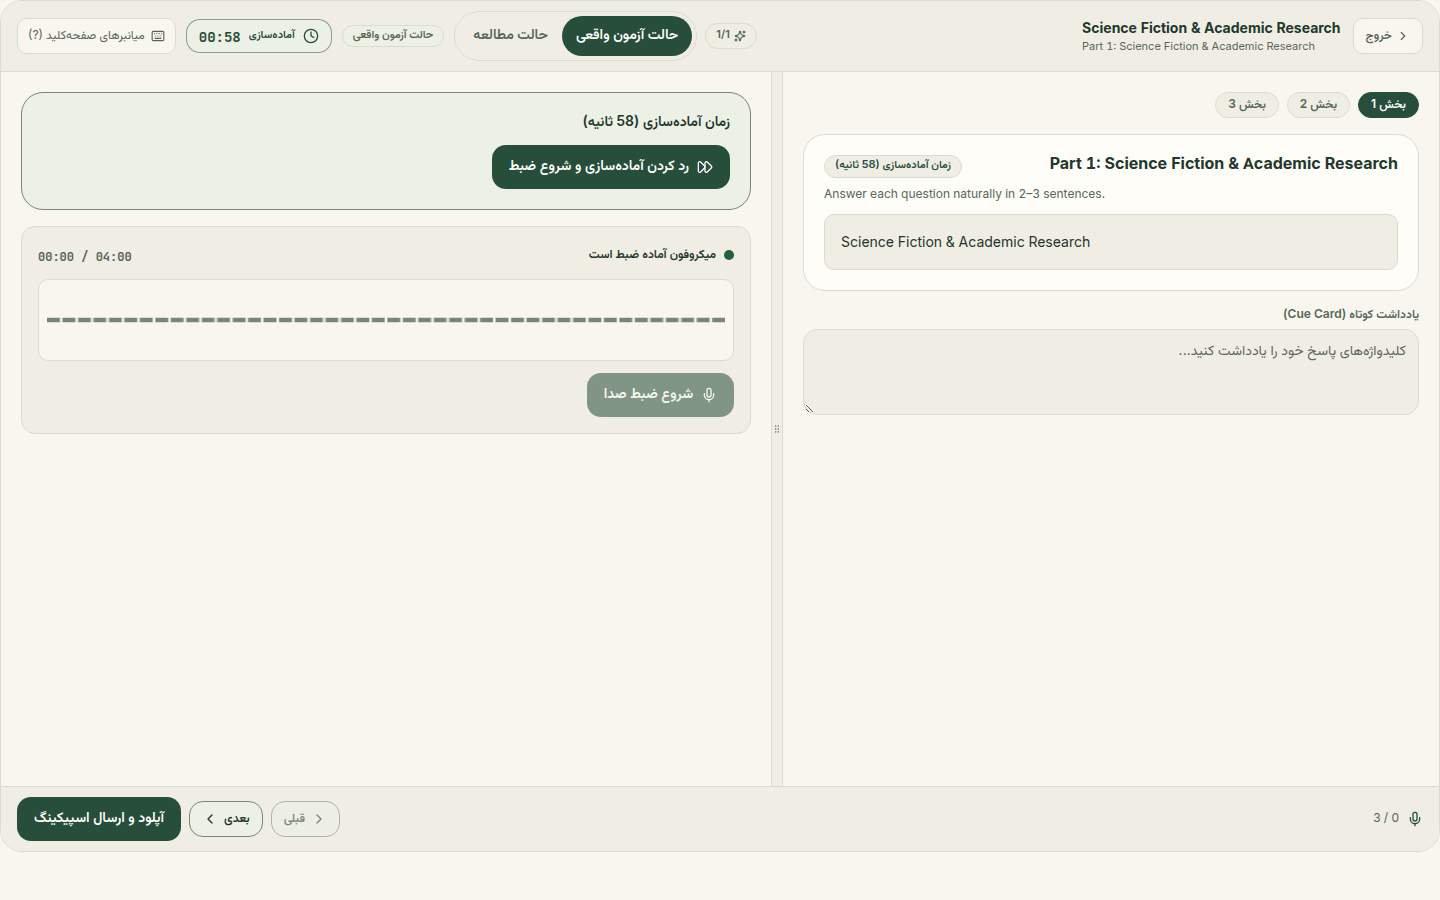 خروج
Science Fiction & Academic Research
Part 1: Science Fiction & Academic Research
1/1
حالت آزمون واقعی
حالت مطالعه
حالت آزمون واقعی
آماده‌سازی
00:58
میانبرهای صفحه‌کلید (?)
بخش 1
بخش 2
بخش 3
Part 1: Science Fiction & Academic Research
زمان آماده‌سازی (58 ثانیه)
Answer each question naturally in 2–3 sentences.
Science Fiction & Academic Research
یادداشت کوتاه (Cue Card)
کلیدواژه‌های پاسخ خود را یادداشت کنید...
زمان آماده‌سازی (58 ثانیه)
رد کردن آماده‌سازی و شروع ضبط
میکروفون آماده ضبط است
00:00 / 04:00
شروع ضبط صدا
3 / 0
قبلی
بعدی
آپلود و ارسال اسپیکینگ